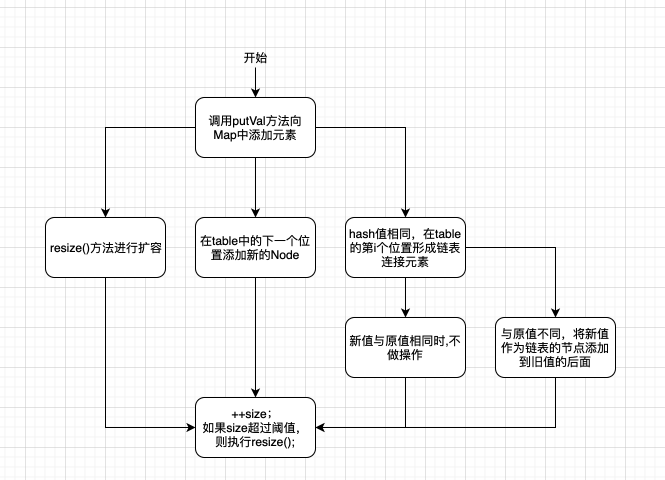 开始
调用putVal方法向
Map中添加元素
resize()方法进行扩容
在table中的下一个位
置添加新的Node
hash值相同，在table
的第i个位置形成链表
连接元素
新值与原值相同时,不
做操作
与原值不同，将新值
作为链表的节点添加
到旧值的后面
++size；
如果size超过阈值，
则执行resize();